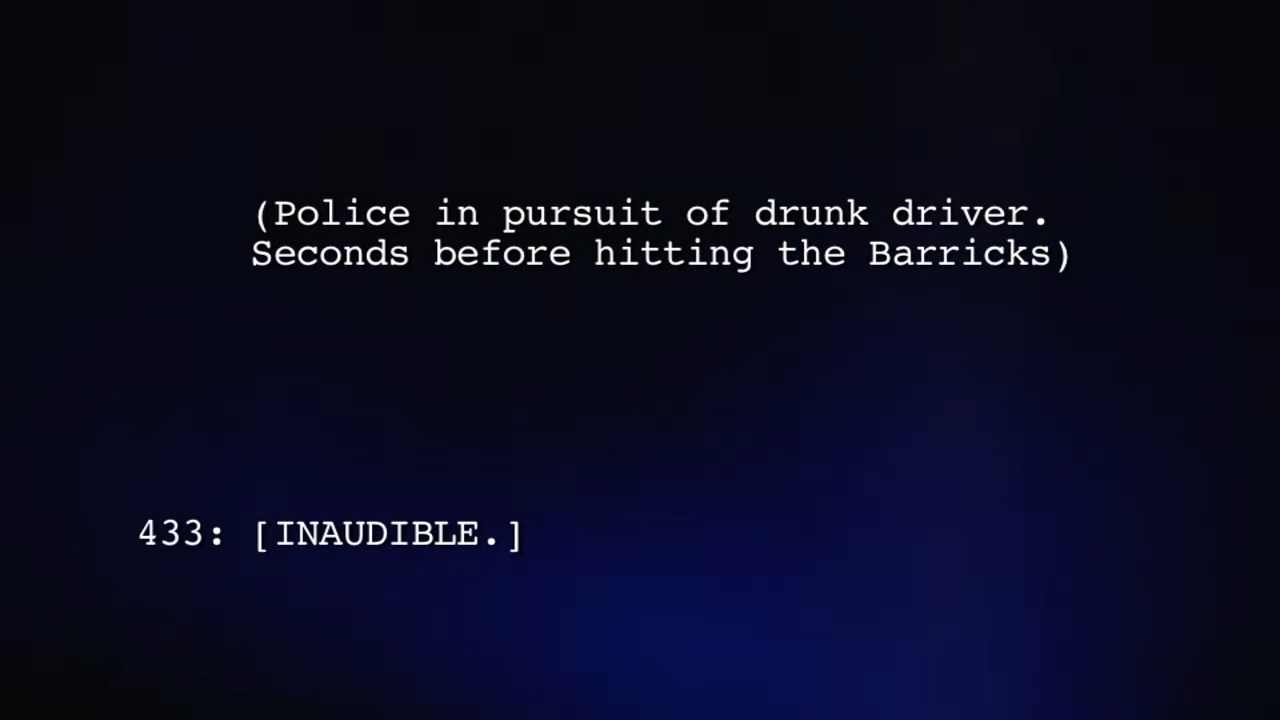 (Police in pursuit of drunk driver.
Seconds before hitting the Barricks)
433: [INAUDIBLE.]